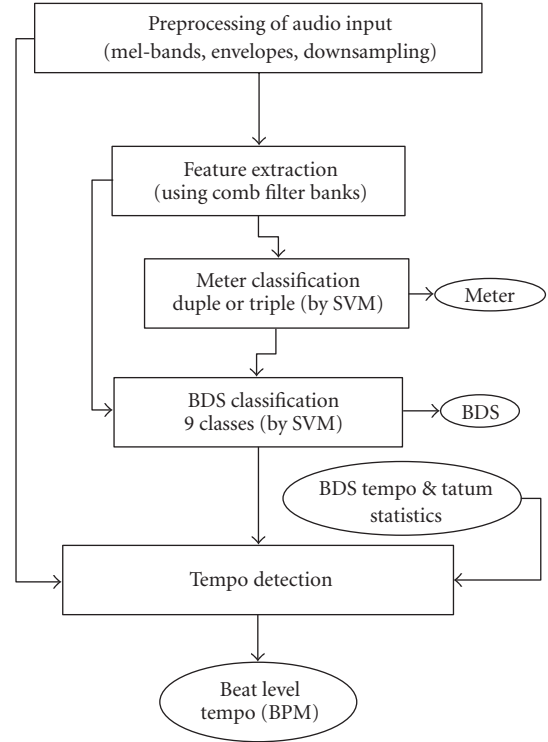 Preprocessing of audio input
(mel-bands, envelopes, downsampling)
Feature extraction
(using comb filter banks)
Meter classification
duple or triple (by SVM)
Meter
BDS classification
9 classes (by SVM)
BDS
BDS tempo & tatum
statistics
Tempo detection
Beat level
tempo (BPM)